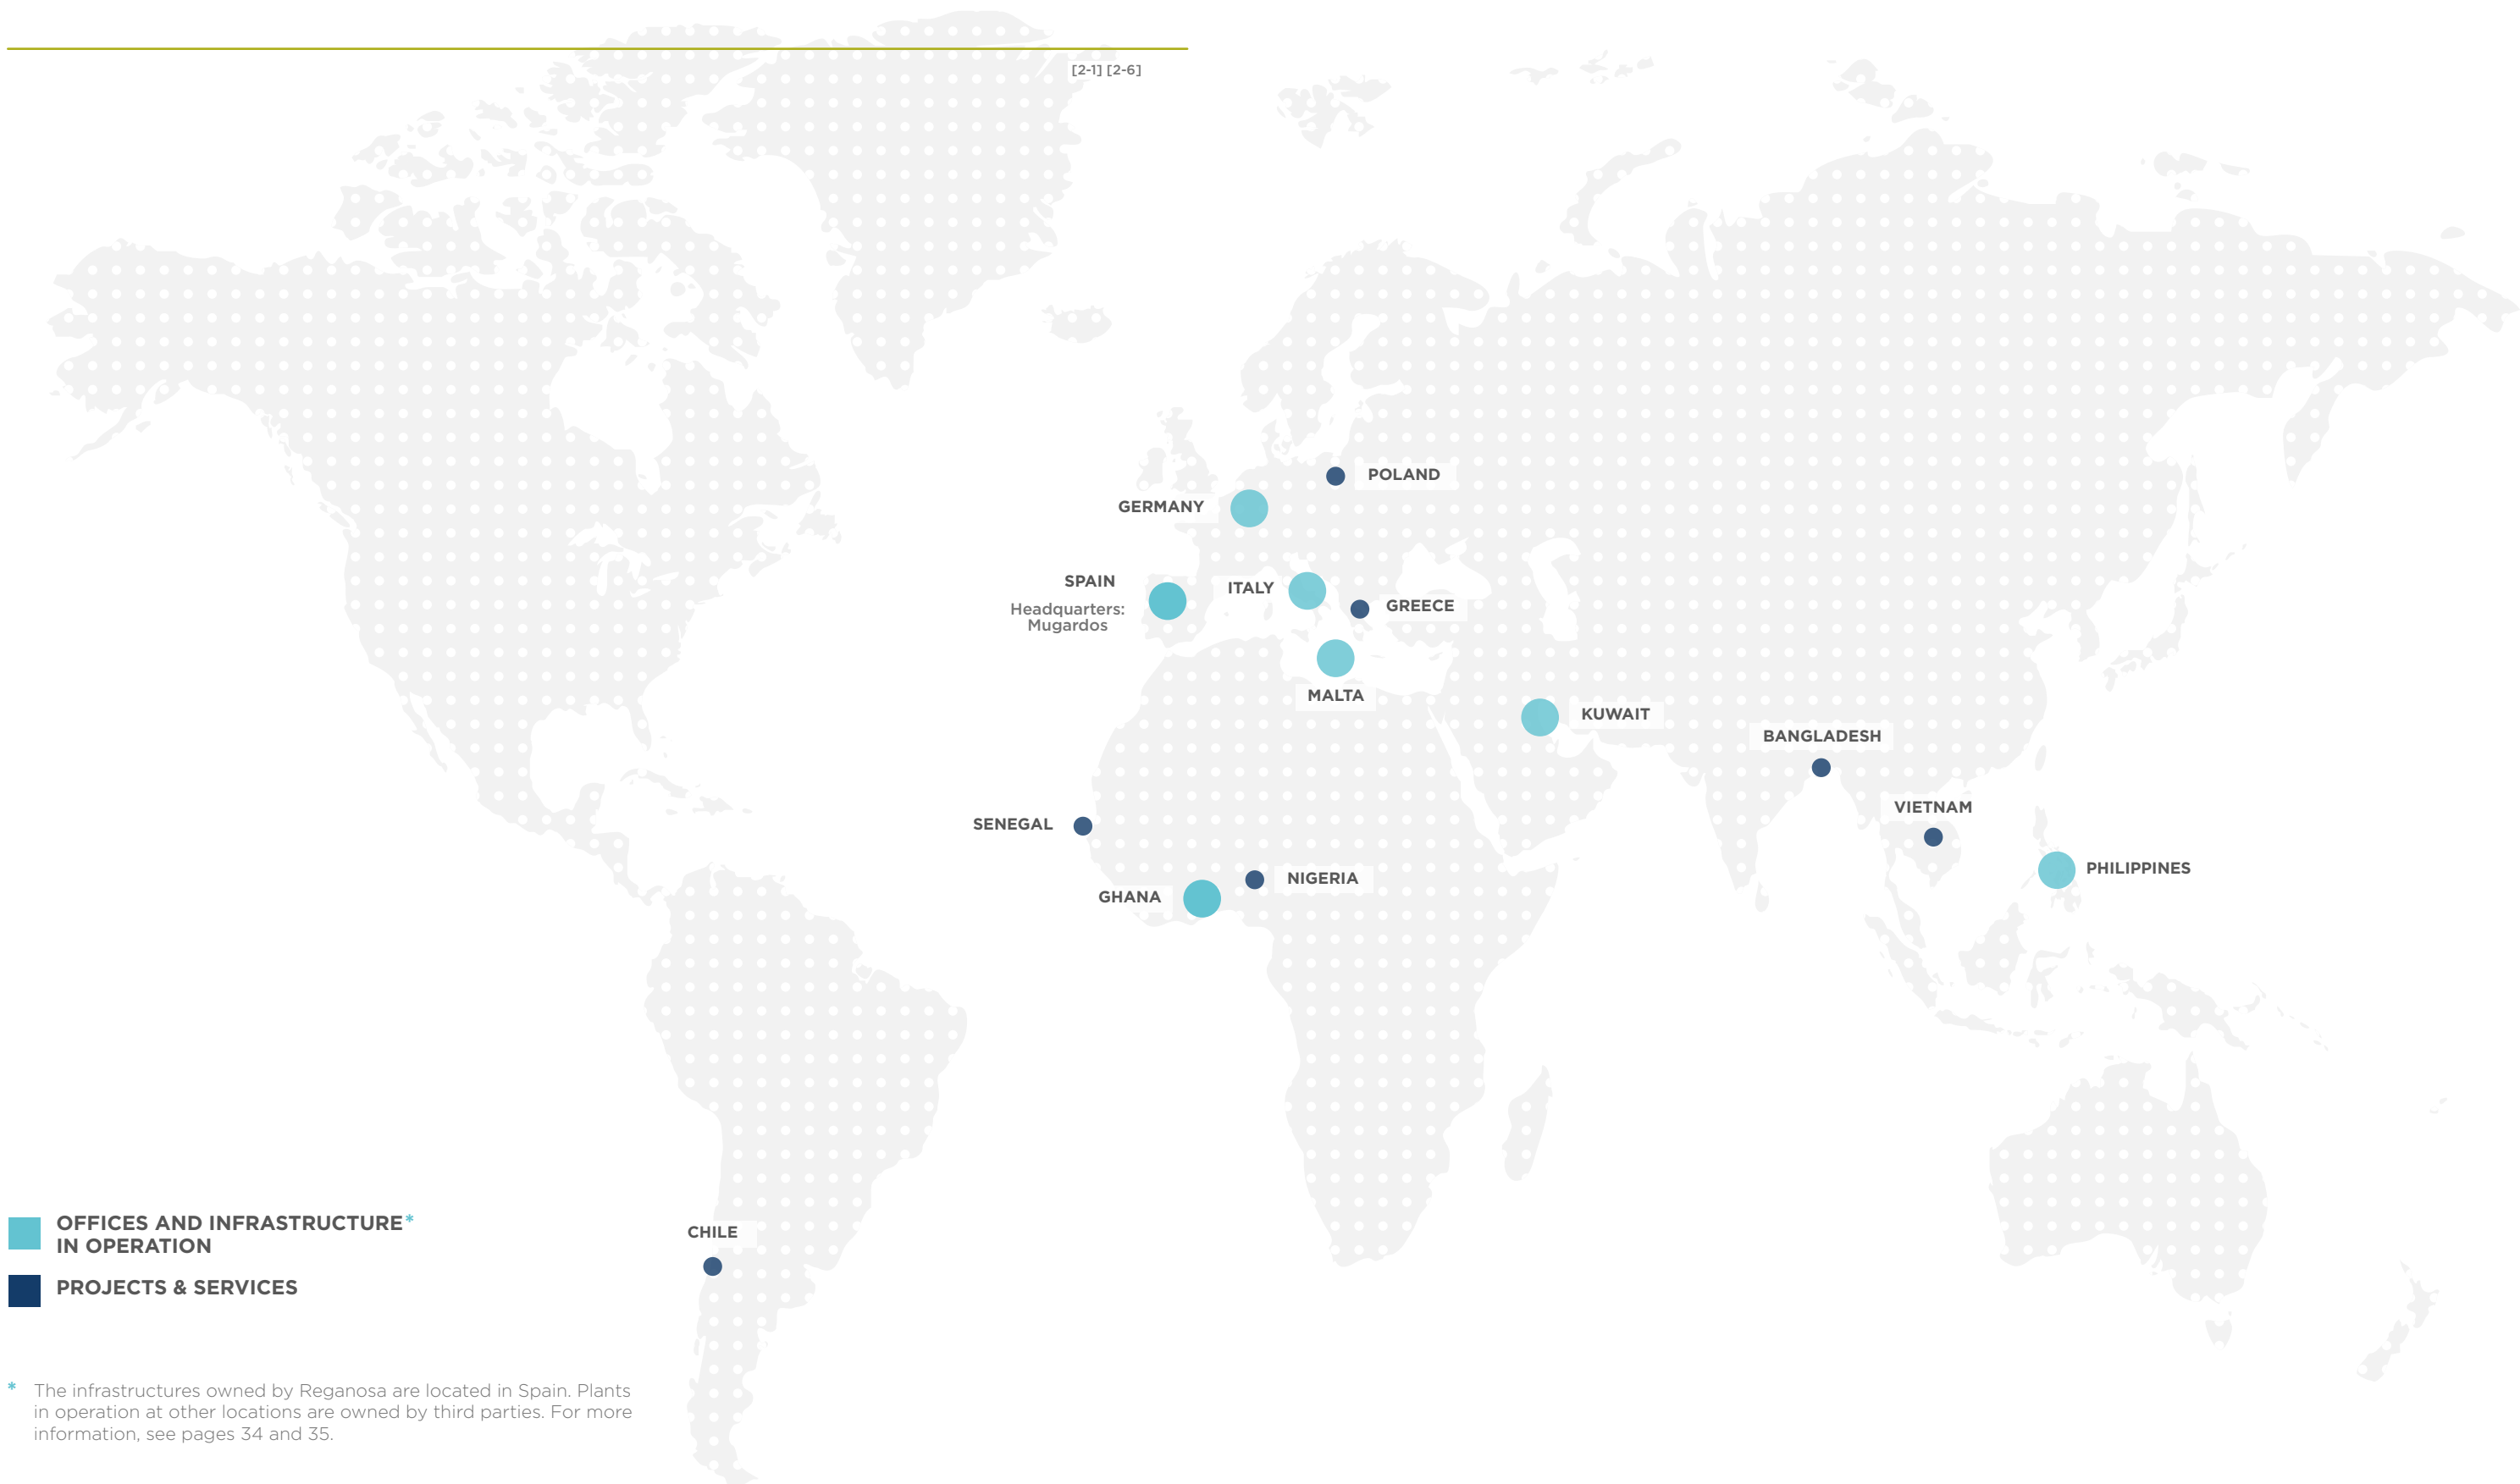 [2-1] [2-6]
POLAND
GERMANY
SPAIN
Headquarters:
Mugardos
ITALY
GREECE
MALTA
KUWAIT
BANGLADESH
VIETNAM
SENEGAL
PHILIPPINES
NIGERIA
GHANA
CHILE
OFFICES AND INFRASTRUCTURE*
IN OPERATION
PROJECTS & SERVICES
* The infrastructures owned by Reganosa are located in Spain. Plants
in operation at other locations are owned by third parties. For more
information, see pages 34 and 35.